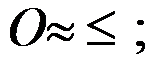 O≈ ≤ ;